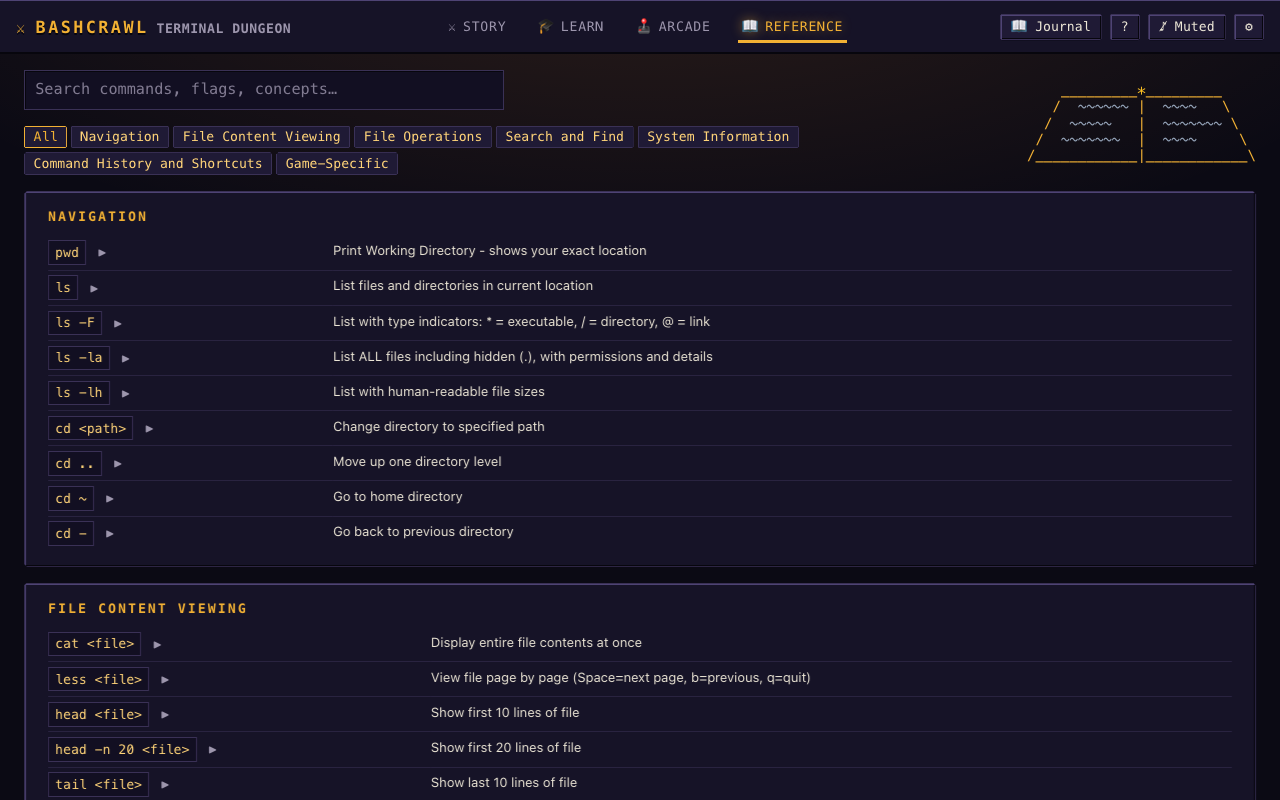 ⚔ BASHCRAWL TERMINAL DUNGEON
⚔ STORY
🎓 LEARN
🕹️ ARCADE
📖 REFERENCE
📖 Journal
?
Muted
⚙
Search commands, flags, concepts…
All
Navigation
File Content Viewing
File Operations
Search and Find
System Information
Command History and Shortcuts
Game-Specific
NAVIGATION
pwd ▶ Print Working Directory - shows your exact location
ls ▶ List files and directories in current location
ls -F ▶ List with type indicators: * = executable, / = directory, @ = link
ls -la ▶ List ALL files including hidden (.), with permissions and details
ls -lh ▶ List with human-readable file sizes
cd <path> ▶ Change directory to specified path
cd .. ▶ Move up one directory level
cd ~ ▶ Go to home directory
cd - ▶ Go back to previous directory
FILE CONTENT VIEWING
cat <file> ▶ Display entire file contents at once
less <file> ▶ View file page by page (Space=next page, b=previous, q=quit)
head <file> ▶ Show first 10 lines of file
head -n 20 <file> ▶ Show first 20 lines of file
tail <file> ▶ Show last 10 lines of file